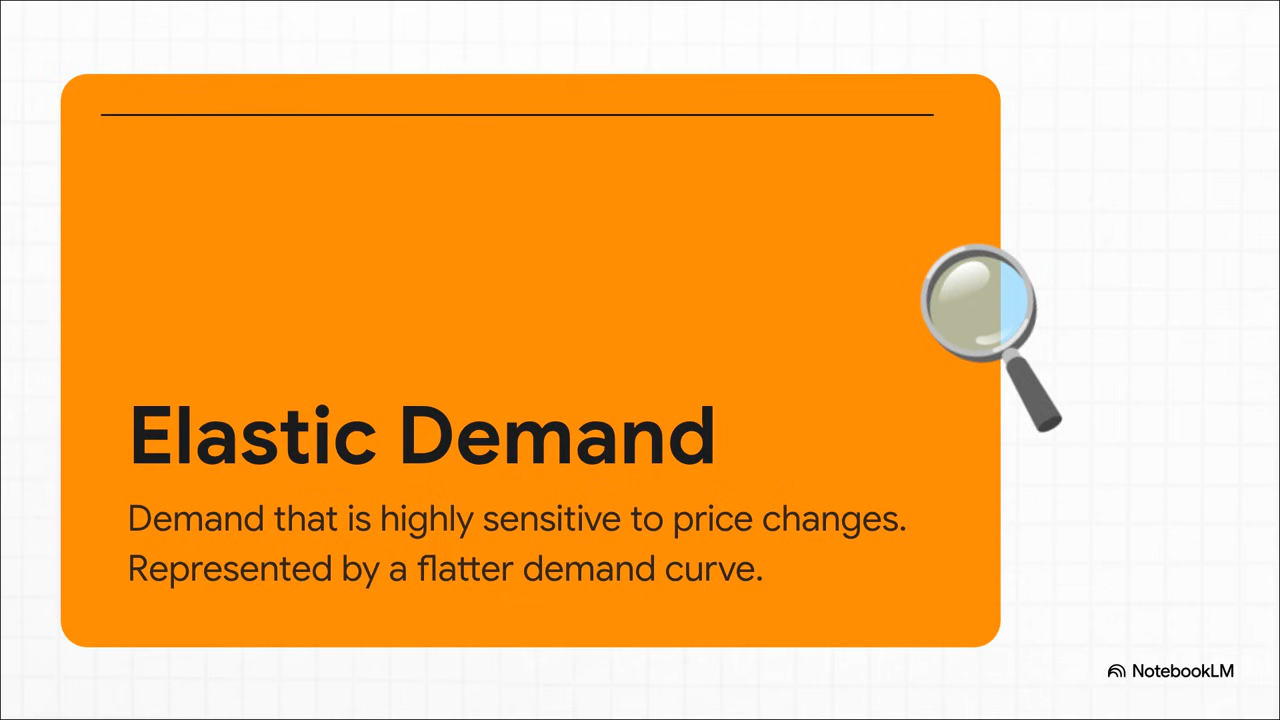 Elastic Demand
Demand that is highly sensitive to price changes.
Represented by a flatter demand curve.
NotebookLM